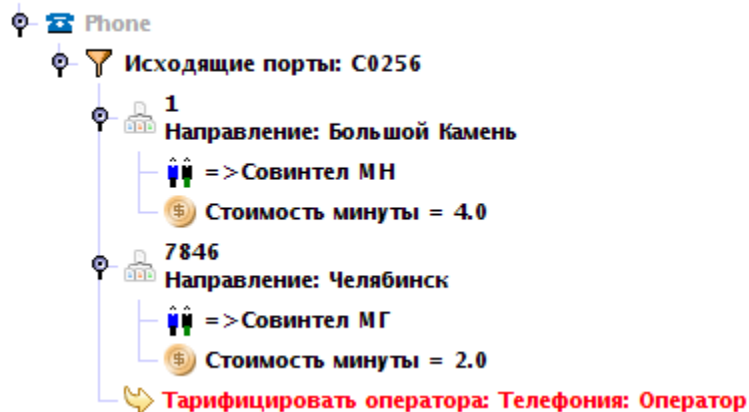 Phone
Исходящие порты: C0256
1
Направление: Большой Камень
=>Совинтел МН
Стоимость минуты = 4.0
7846
Направление: Челябинск
=>Совинтел МГ
Стоимость минуты = 2.0
Тарифицировать оператора: Телефония: Оператор